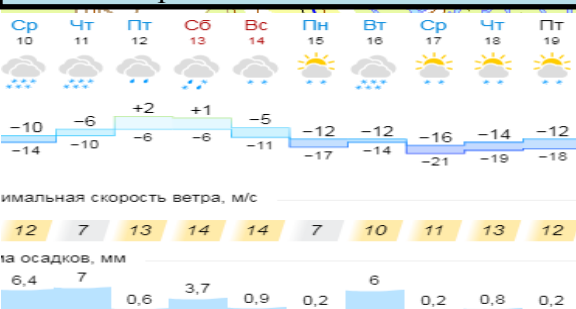 Ср Чт Пт Сб Вс Пн Вт Ср Чт Пт
10 11 12 13 14 15 16 17 18 19
+2 +1
−10 −6 −5 −12 −12 −16 −14 −12
−14 −10 −6 −6 −11 −17 −14 −21 −19 −18
имальная скорость ветра, м/с
12 7 13 14 14 7 10 11 13 12
ма осадков, мм
6,4 7 0,6 3,7 0,9 0,2 6 0,2 0,8 0,2